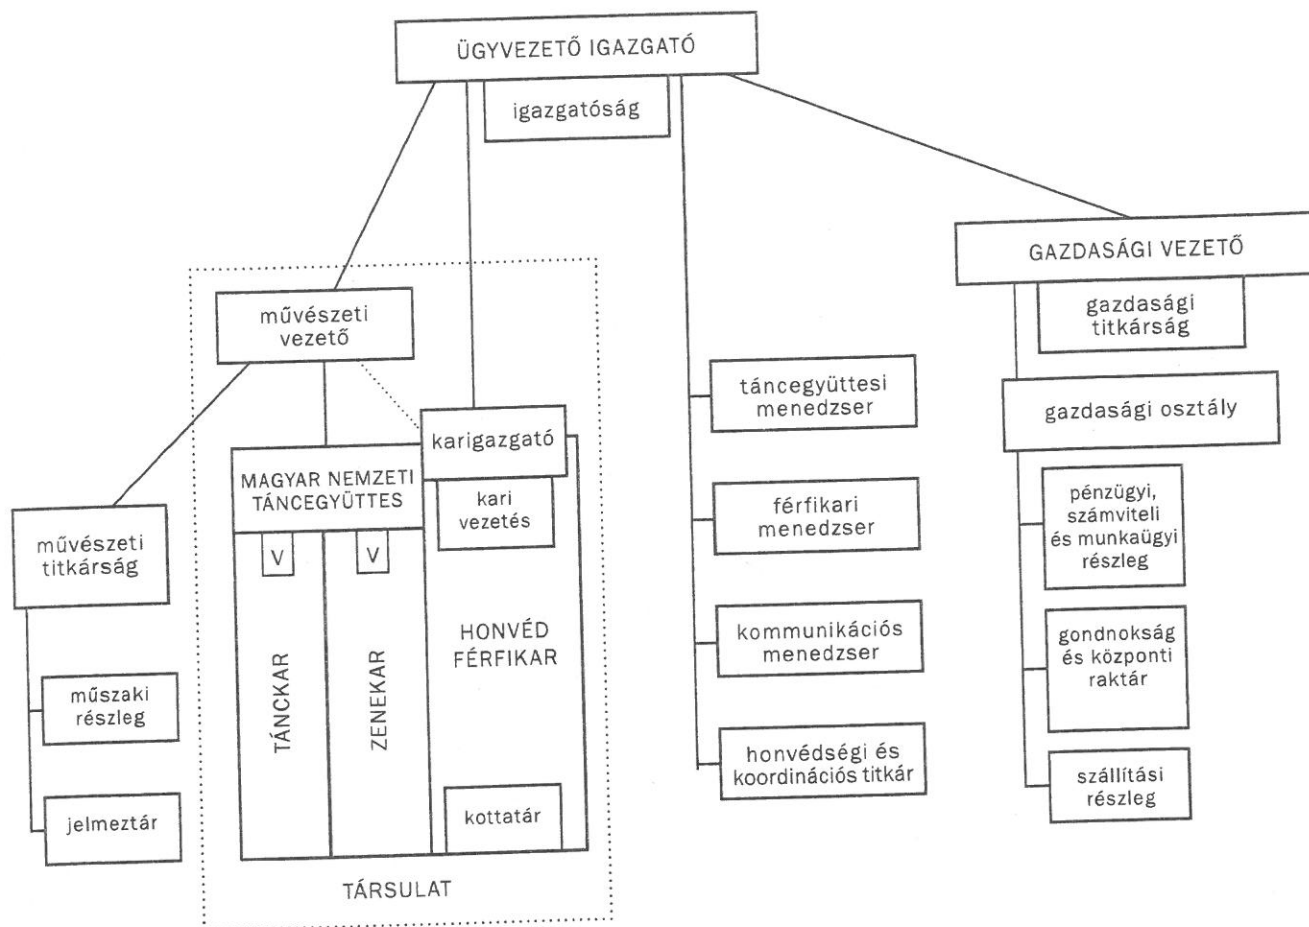 ÜGYVEZETŐ IGAZGATÓ
igazgatóság
GAZDASÁGI VEZETŐ
gazdasági
titkárság
gazdasági osztály
pénzügyi,
számviteli
és munkaügyi
részleg
gondnokság
és központi
raktár
szállítási
részleg
művészeti
vezető
karigazgató
kari
vezetés
MAGYAR NEMZETI
TÁNCEGYÜTTES
V
V
TÁNCKAR
ZENEKAR
HONVÉD
FÉRFIKAR
kottatár
TÁRSULAT
művészeti
titkárság
műszaki
részleg
jelmeztár
táncegyüttesi
menedzser
férfikari
menedzser
kommunikációs
menedzser
honvédségi és
koordinációs titkár